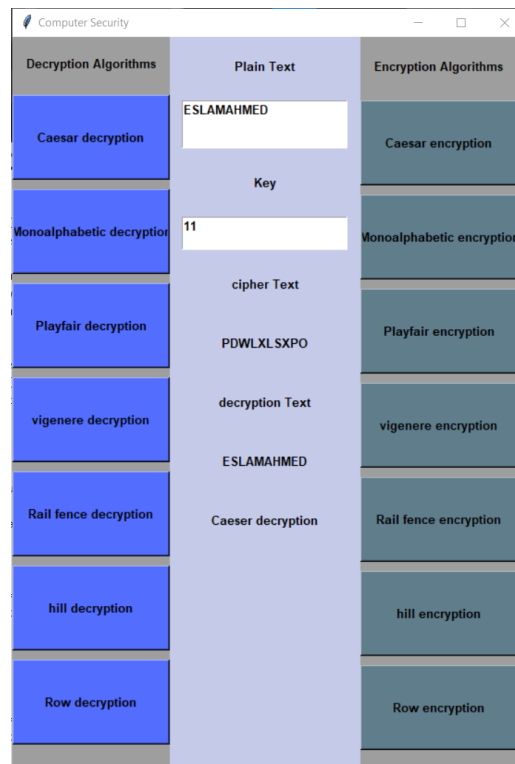 Computer Security
Decryption Algorithms
Caesar decryption
Monoalphabetic decryption
Playfair decryption
vigenere decryption
Rail fence decryption
hill decryption
Row decryption
Plain Text
ESLAMAHMED
Key
11
cipher Text
PDWLXLSXPO
decryption Text
ESLAMAHMED
Caeser decryption
Encryption Algorithms
Caesar encryption
Monoalphabetic encryption
Playfair encryption
vigenere encryption
Rail fence encryption
hill encryption
Row encryption